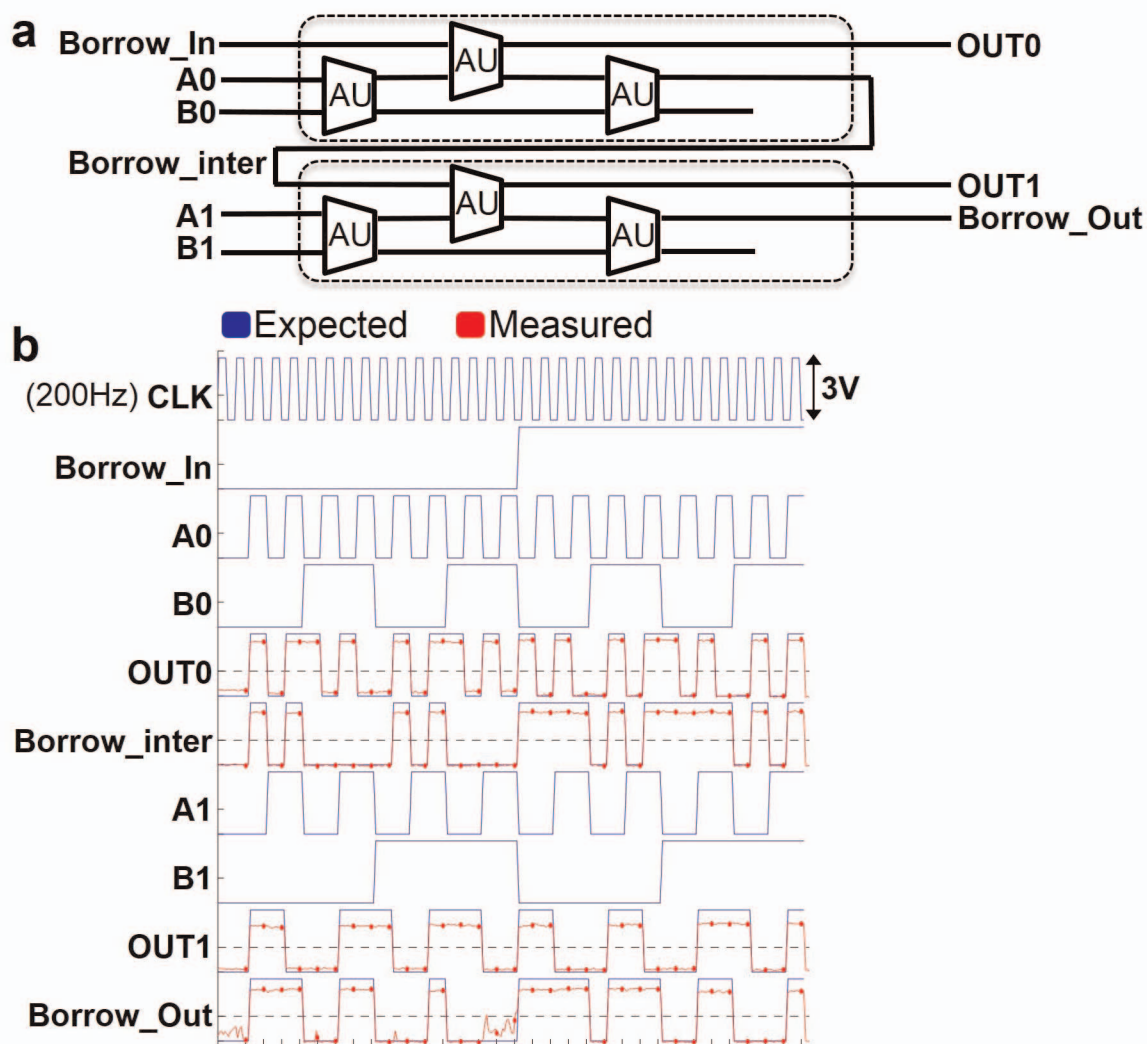 a
Borrow_In
AU
OUT0
A0
AU
AU
B0
Borrow_inter
AU
OUT1
A1
AU
AU
Borrow_Out
B1
Expected
Measured
b
(200Hz) CLK
3V
Borrow_In
A0
B0
OUT0
Borrow_inter
A1
B1
OUT1
Borrow_Out